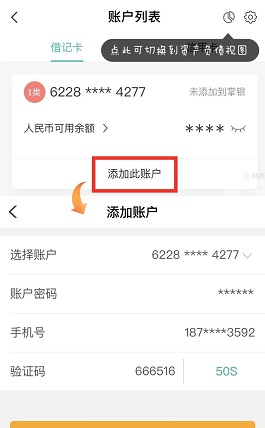 账户列表
借记卡
点此可切换到资产负债视图
I类 6228 **** 4277 未添加到掌银
人民币可用余额 ****
添加此账户
添加账户
选择账户 6228 **** 4277
账户密码 ******
手机号 187****3592
验证码 666516 50S